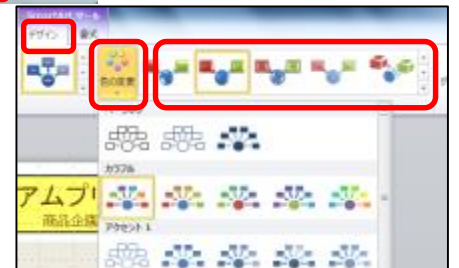 SmartArt ツール
デザイン
書式
色の変更
カラフル
アムプ
商品企画
アクセント 1